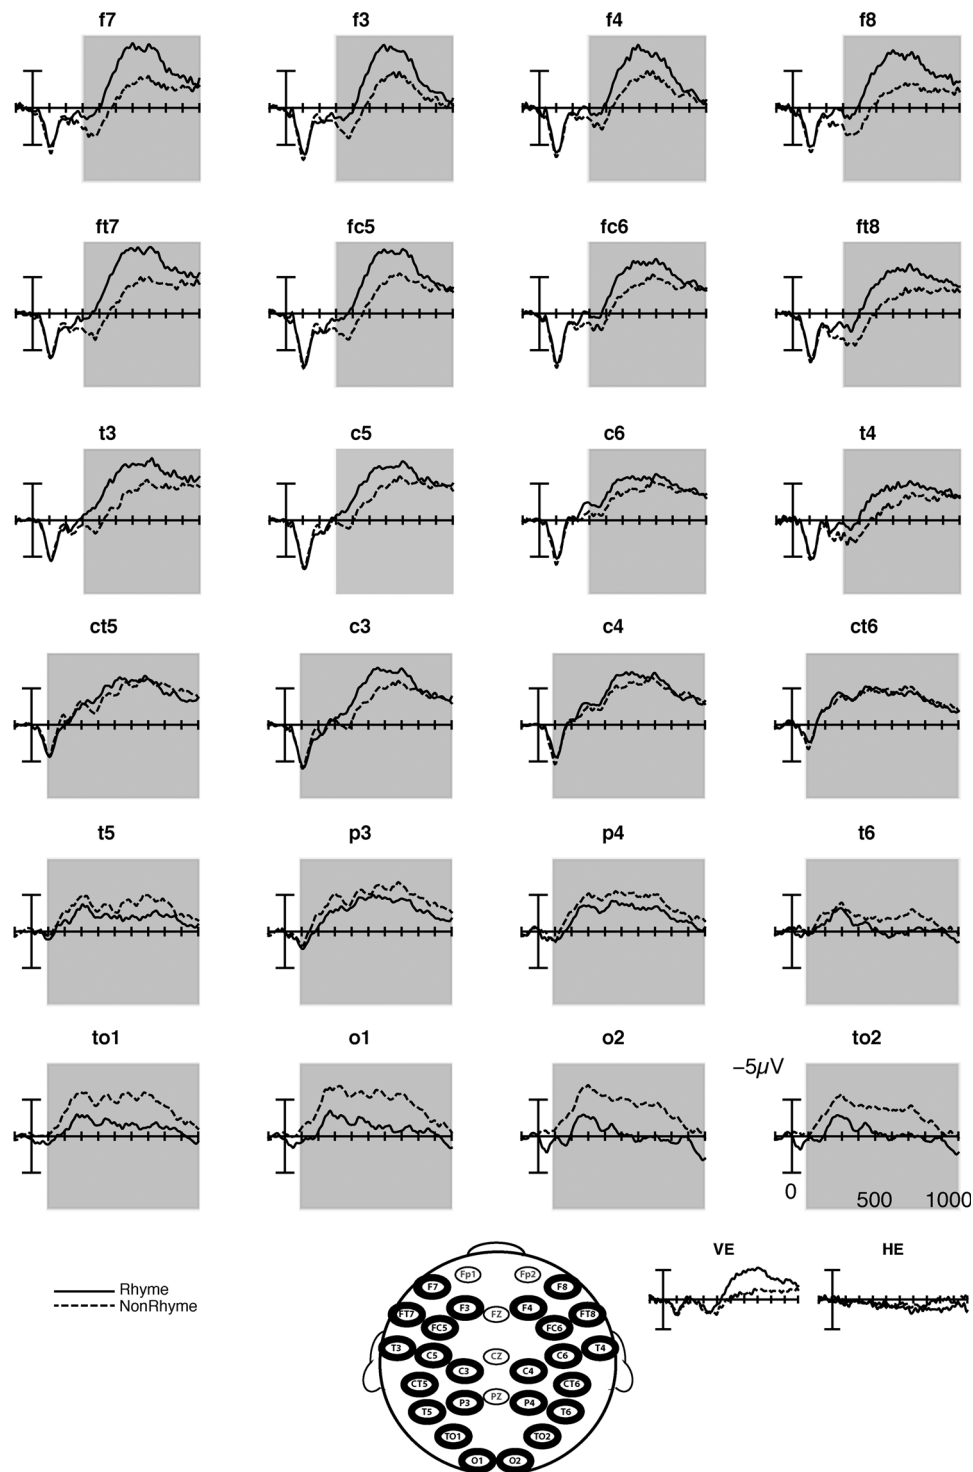 f7 f3 f4 f8
ft7 fc5 fc6 ft8
t3 c5 c6 t4
ct5 c3 c4 ct6
t5 p3 p4 t6
to1 o1 o2 to2
−5µV
0 500 1000
VE HE
Rhyme
NonRhyme
Fp1 Fp2
F7 F8
F3 F4
FT7 FZ FT8
FC5 FC6
T3 T4
C5 CZ C6
C3 C4
CT5 CT6
PZ
P3 P4
T5 T6
TO1 TO2
O1 O2